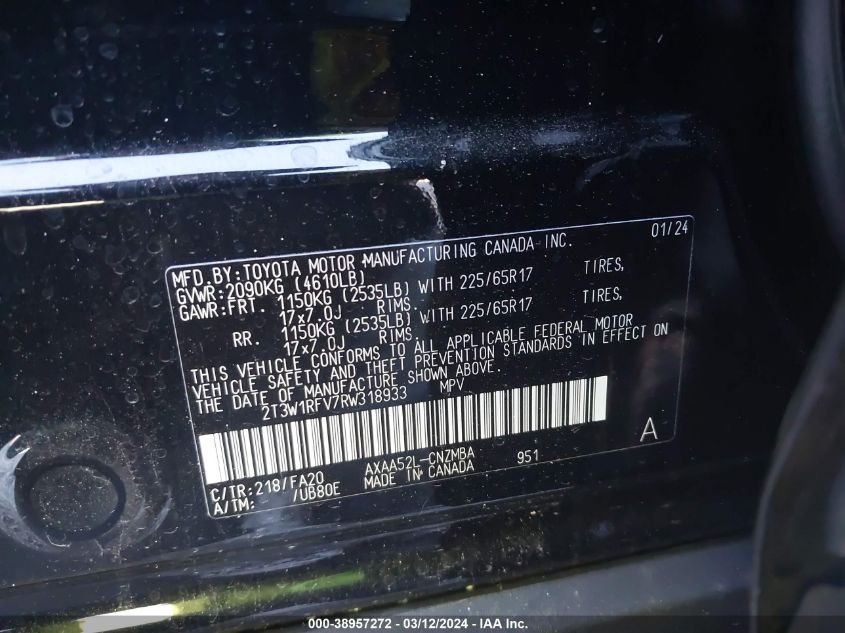 MFD. BY: TOYOTA MOTOR MANUFACTURING CANADA INC. 01/24
GVWR: 2090KG (4610LB)
GAWR: FRT. 1150KG (2535LB) WITH 225/65R17 TIRES,
17x7.0J RIMS.
RR. 1150KG (2535LB) WITH 225/65R17 TIRES,
17x7.0J RIMS.
THIS VEHICLE CONFORMS TO ALL APPLICABLE FEDERAL MOTOR
VEHICLE SAFETY AND THEFT PREVENTION STANDARDS IN EFFECT ON
THE DATE OF MANUFACTURE SHOWN ABOVE.
2T3W1RFV7RW318933 MPV
C/TR: 218/FA20 AXAA52L-CNZMBA 951 A
A/TM: /UB80E MADE IN CANADA
000-38957272 - 03/12/2024 - IAA Inc.